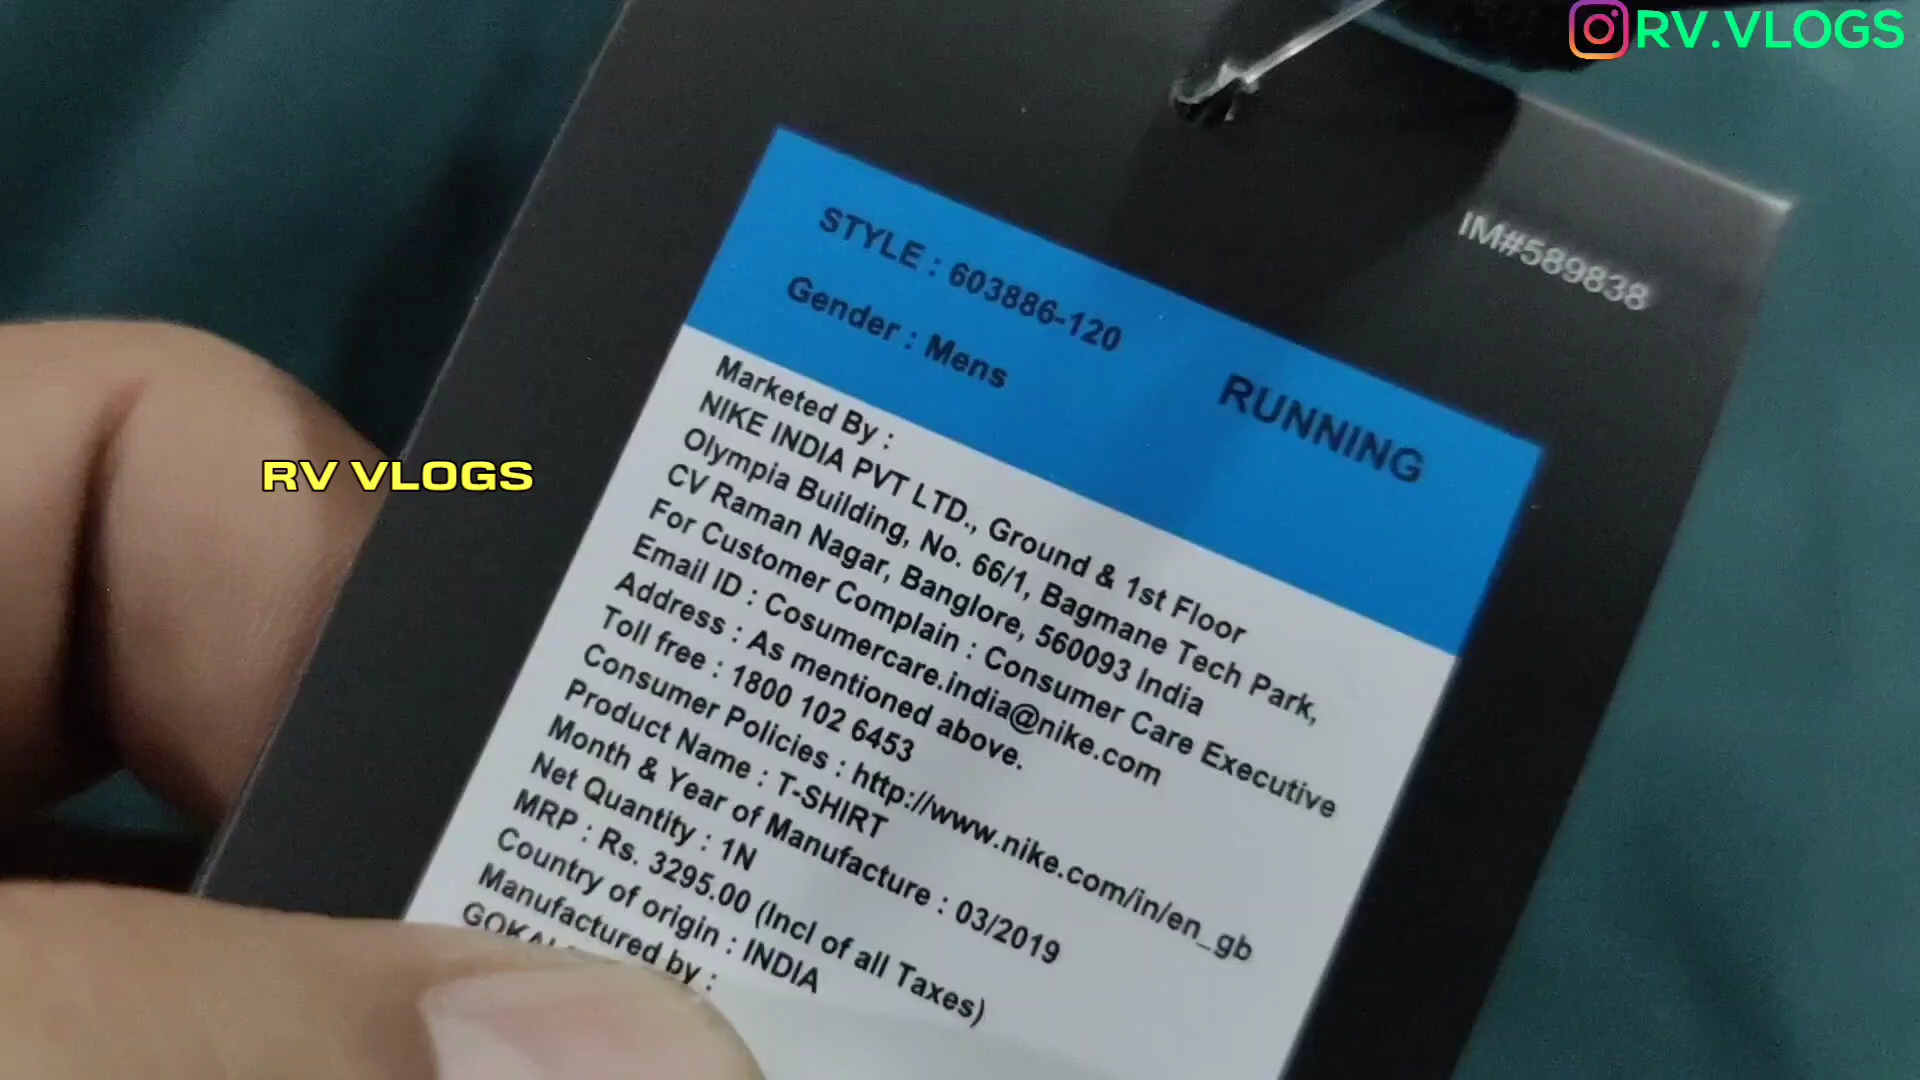 RV.VLOGS
IM#589838
STYLE : 603886-120
Gender : Mens
RUNNING
Marketed By :
NIKE INDIA PVT LTD., Ground & 1st Floor
Olympia Building, No. 66/1, Bagmane Tech Park,
CV Raman Nagar, Banglore, 560093 India
For Customer Complain : Consumer Care Executive
Email ID : Cosumercare.india@nike.com
Address : As mentioned above.
Toll free : 1800 102 6453
Consumer Policies : http://www.nike.com/in/en_gb
Product Name : T-SHIRT
Month & Year of Manufacture : 03/2019
Net Quantity : 1N
MRP : Rs. 3295.00 (Incl of all Taxes)
Country of origin : INDIA
Manufactured by :
RV VLOGS